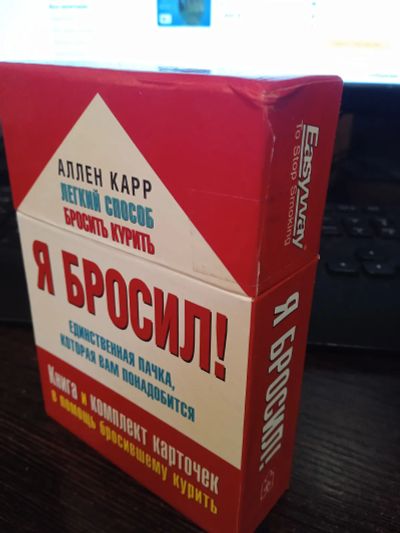 АЛЛЕН КАРР
ЛЕГКИЙ СПОСОБ
БРОСИТЬ КУРИТЬ
Я БРОСИЛ!
ЕДИНСТВЕННАЯ ПАЧКА,
КОТОРАЯ ВАМ ПОНАДОБИТСЯ
Книга и комплект карточек
в помощь бросившему курить
Easyway
To Stop Smoking
Я БРОСИЛ!